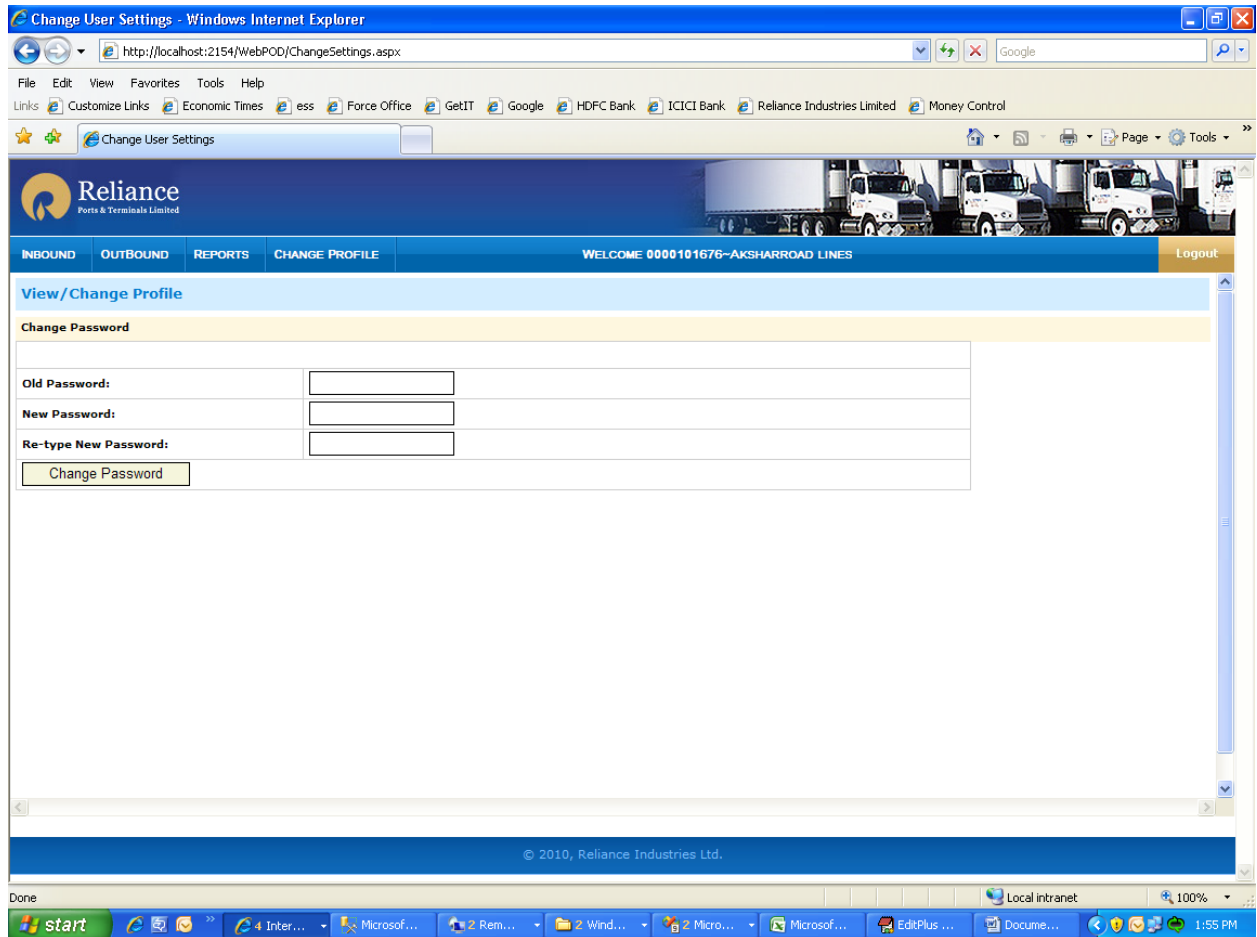 Change User Settings - Windows Internet Explorer
http://localhost:2154/WebPOD/ChangeSettings.aspx
Google
File Edit View Favorites Tools Help
Links Customize Links Economic Times ess Force Office GetIT Google HDFC Bank ICICI Bank Reliance Industries Limited Money Control
Change User Settings
Page Tools »
Reliance
Ports & Terminals Limited
INBOUND OUTBOUND REPORTS CHANGE PROFILE WELCOME 0000101676~AKSHARROAD LINES Logout
View/Change Profile
Change Password
Old Password:
New Password:
Re-type New Password:
Change Password
© 2010, Reliance Industries Ltd.
Done Local intranet 100%
start » 4 Inter... Microsof... 2 Rem... 2 Wind... 2 Micro... Microsof... EditPlus ... Docume... 1:55 PM